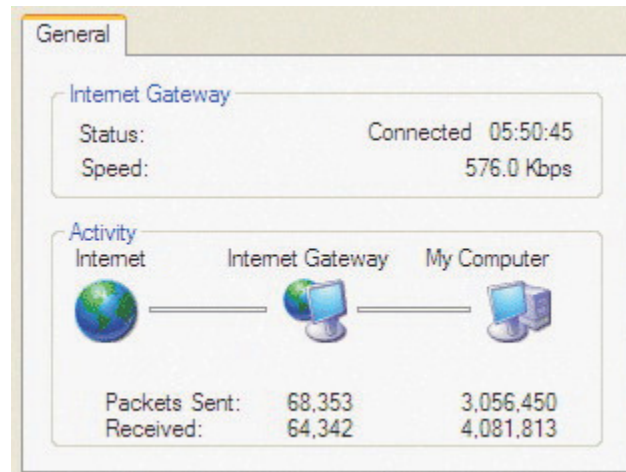 General
Internet Gateway
Status: Connected 05:50:45
Speed: 576.0 Kbps
Activity
Internet Internet Gateway My Computer
Packets Sent: 68,353 3,056,450
Received: 64,342 4,081,813